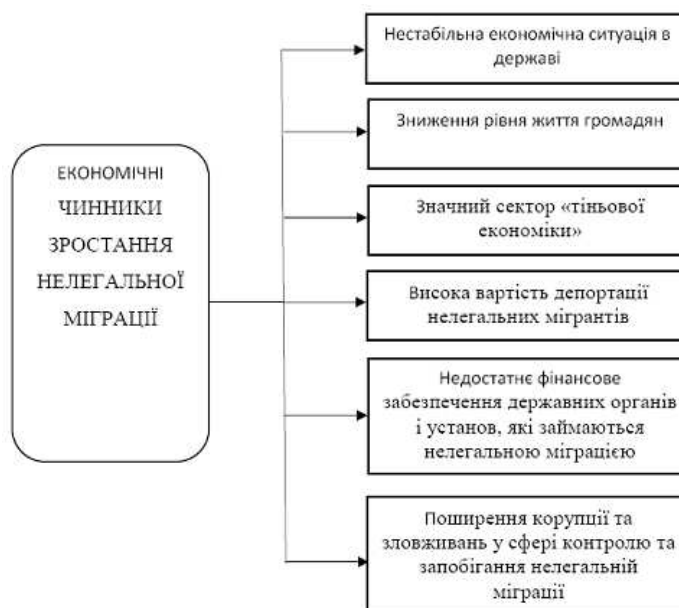 ЕКОНОМІЧНІ
ЧИННИКИ
ЗРОСТАННЯ
НЕЛЕГАЛЬНОЇ
МІГРАЦІЇ
Нестабільна економічна ситуація в
державі
Зниження рівня життя громадян
Значний сектор «тіньової
економіки»
Висока вартість депортації
нелегальних мігрантів
Недостатнє фінансове
забезпечення державних органів
і установ, які займаються
нелегальною міграцією
Поширення корупції та
зловживань у сфері контролю та
запобігання нелегальній
міграції